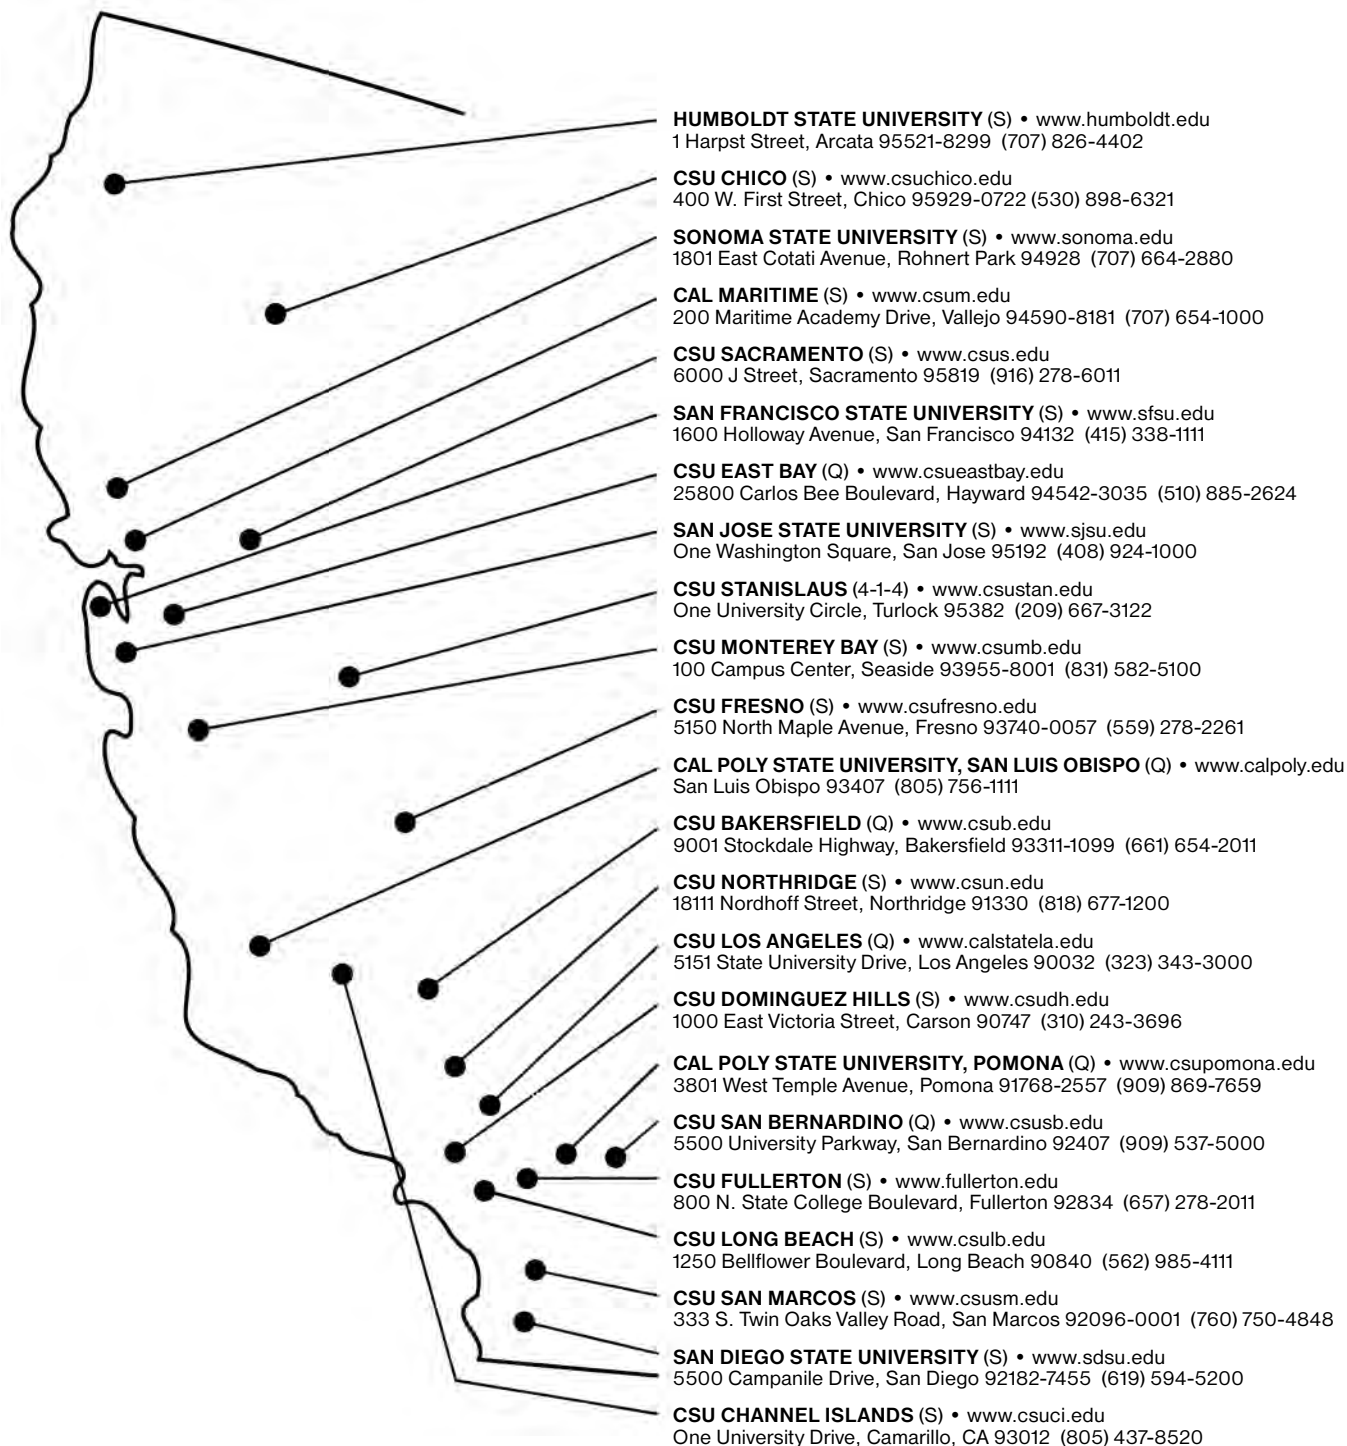 HUMBOLDT STATE UNIVERSITY (S) • www.humboldt.edu
1 Harpst Street, Arcata 95521-8299 (707) 826-4402
CSU CHICO (S) • www.csuchico.edu
400 W. First Street, Chico 95929-0722 (530) 898-6321
SONOMA STATE UNIVERSITY (S) • www.sonoma.edu
1801 East Cotati Avenue, Rohnert Park 94928 (707) 664-2880
CAL MARITIME (S) • www.csum.edu
200 Maritime Academy Drive, Vallejo 94590-8181 (707) 654-1000
CSU SACRAMENTO (S) • www.csus.edu
6000 J Street, Sacramento 95819 (916) 278-6011
SAN FRANCISCO STATE UNIVERSITY (S) • www.sfsu.edu
1600 Holloway Avenue, San Francisco 94132 (415) 338-1111
CSU EAST BAY (Q) • www.csueastbay.edu
25800 Carlos Bee Boulevard, Hayward 94542-3035 (510) 885-2624
SAN JOSE STATE UNIVERSITY (S) • www.sjsu.edu
One Washington Square, San Jose 95192 (408) 924-1000
CSU STANISLAUS (4-1-4) • www.csustan.edu
One University Circle, Turlock 95382 (209) 667-3122
CSU MONTEREY BAY (S) • www.csumb.edu
100 Campus Center, Seaside 93955-8001 (831) 582-5100
CSU FRESNO (S) • www.csufresno.edu
5150 North Maple Avenue, Fresno 93740-0057 (559) 278-2261
CAL POLY STATE UNIVERSITY, SAN LUIS OBISPO (Q) • www.calpoly.edu
San Luis Obispo 93407 (805) 756-1111
CSU BAKERSFIELD (Q) • www.csub.edu
9001 Stockdale Highway, Bakersfield 93311-1099 (661) 654-2011
CSU NORTHRIDGE (S) • www.csun.edu
18111 Nordhoff Street, Northridge 91330 (818) 677-1200
CSU LOS ANGELES (Q) • www.calstatela.edu
5151 State University Drive, Los Angeles 90032 (323) 343-3000
CSU DOMINGUEZ HILLS (S) • www.csudh.edu
1000 East Victoria Street, Carson 90747 (310) 243-3696
CAL POLY STATE UNIVERSITY, POMONA (Q) • www.csupomona.edu
3801 West Temple Avenue, Pomona 91768-2557 (909) 869-7659
CSU SAN BERNARDINO (Q) • www.csusb.edu
5500 University Parkway, San Bernardino 92407 (909) 537-5000
CSU FULLERTON (S) • www.fullerton.edu
800 N. State College Boulevard, Fullerton 92834 (657) 278-2011
CSU LONG BEACH (S) • www.csulb.edu
1250 Bellflower Boulevard, Long Beach 90840 (562) 985-4111
CSU SAN MARCOS (S) • www.csusm.edu
333 S. Twin Oaks Valley Road, San Marcos 92096-0001 (760) 750-4848
SAN DIEGO STATE UNIVERSITY (S) • www.sdsu.edu
5500 Campanile Drive, San Diego 92182-7455 (619) 594-5200
CSU CHANNEL ISLANDS (S) • www.csuci.edu
One University Drive, Camarillo, CA 93012 (805) 437-8520